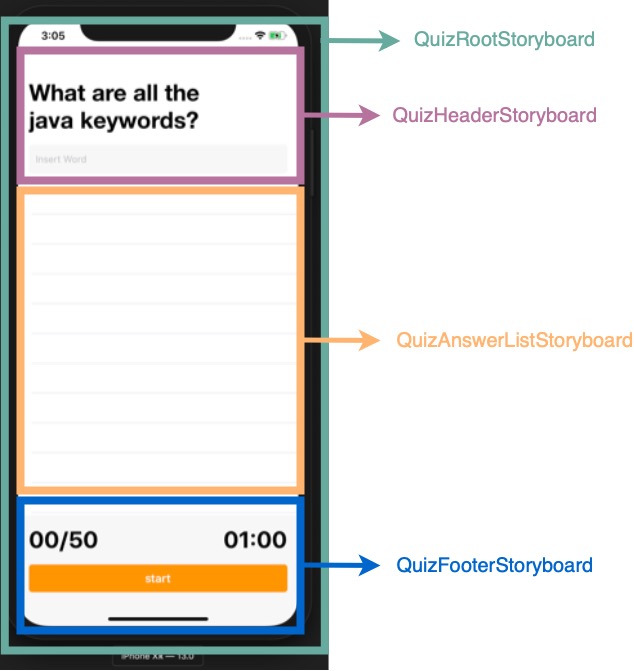 3:05
QuizRootStoryboard
What are all the
java keywords?
QuizHeaderStoryboard
Insert Word
QuizAnswerListStoryboard
00/50
01:00
QuizFooterStoryboard
start
iPhone XR — 13.0